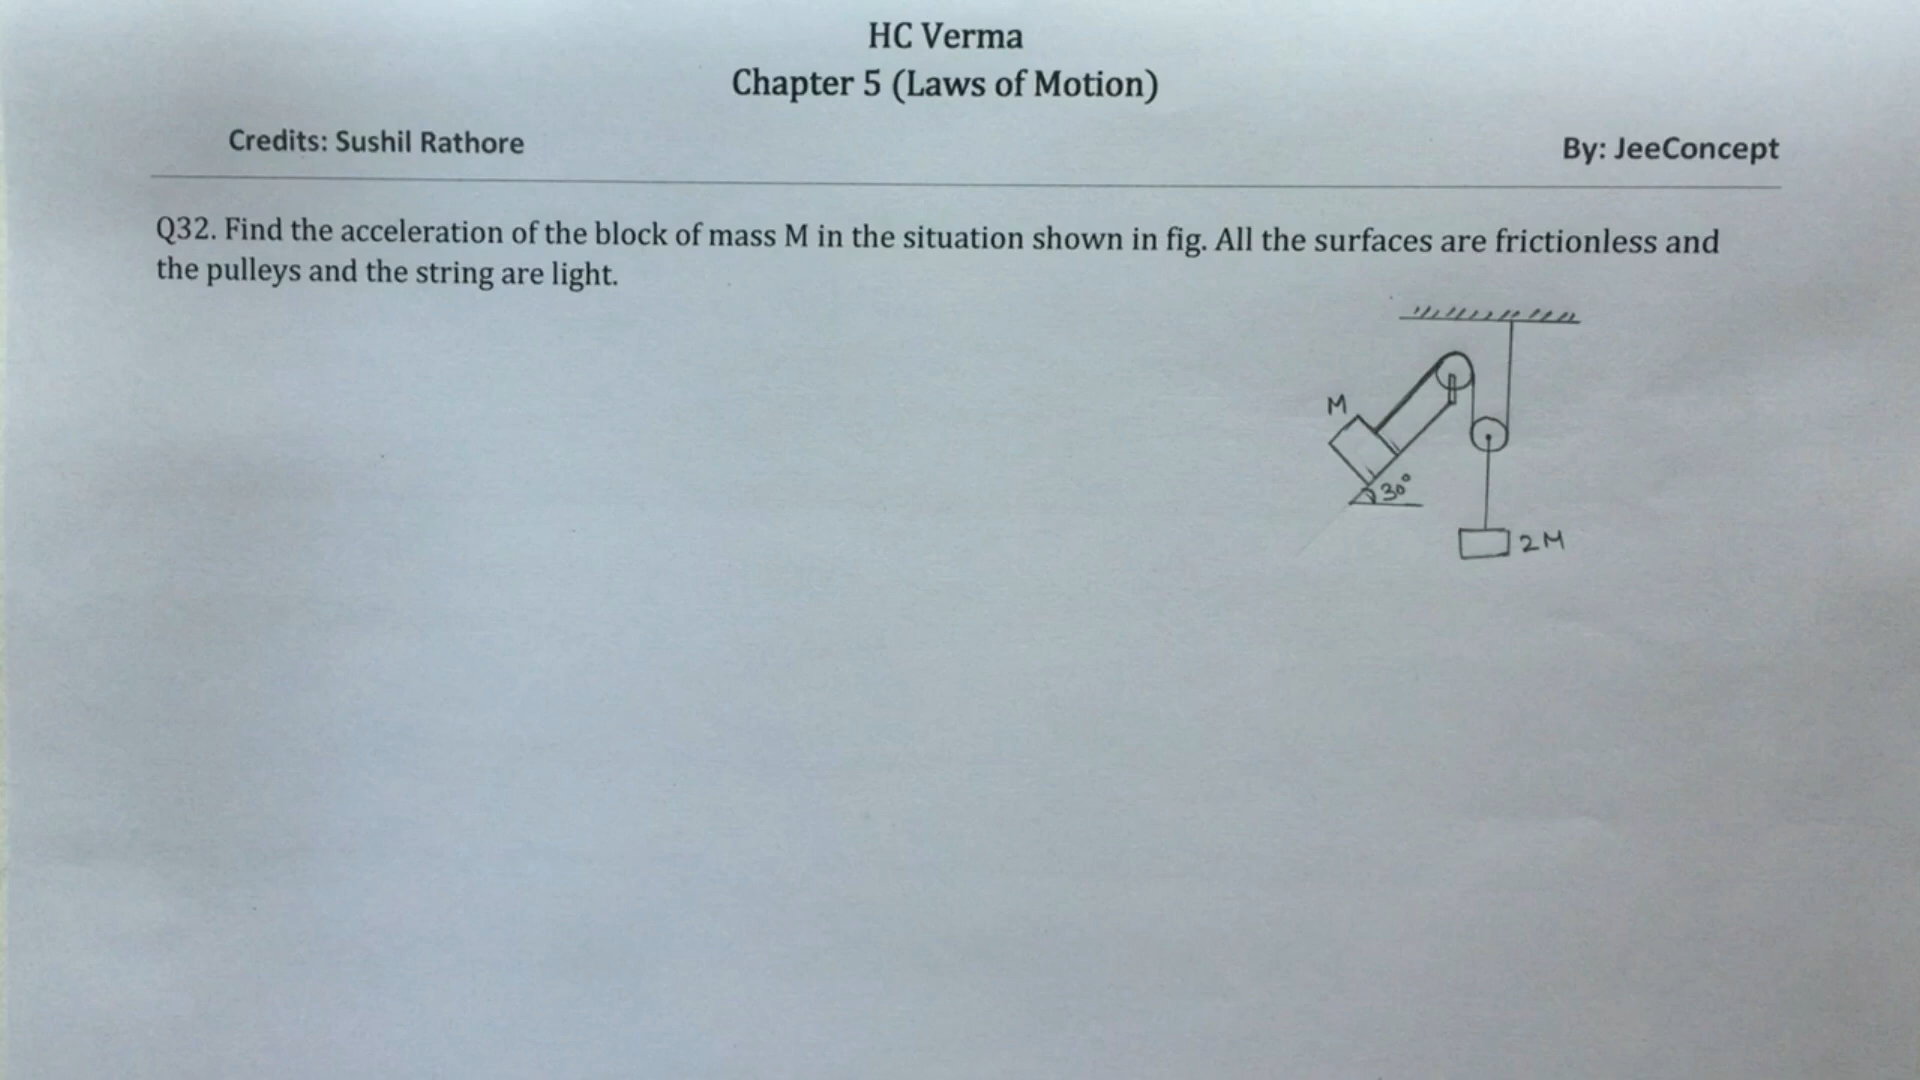 HC Verma
Chapter 5 (Laws of Motion)
Credits: Sushil Rathore
By: JeeConcept
Q32. Find the acceleration of the block of mass M in the situation shown in fig. All the surfaces are frictionless and
the pulleys and the string are light.
M
30°
2M